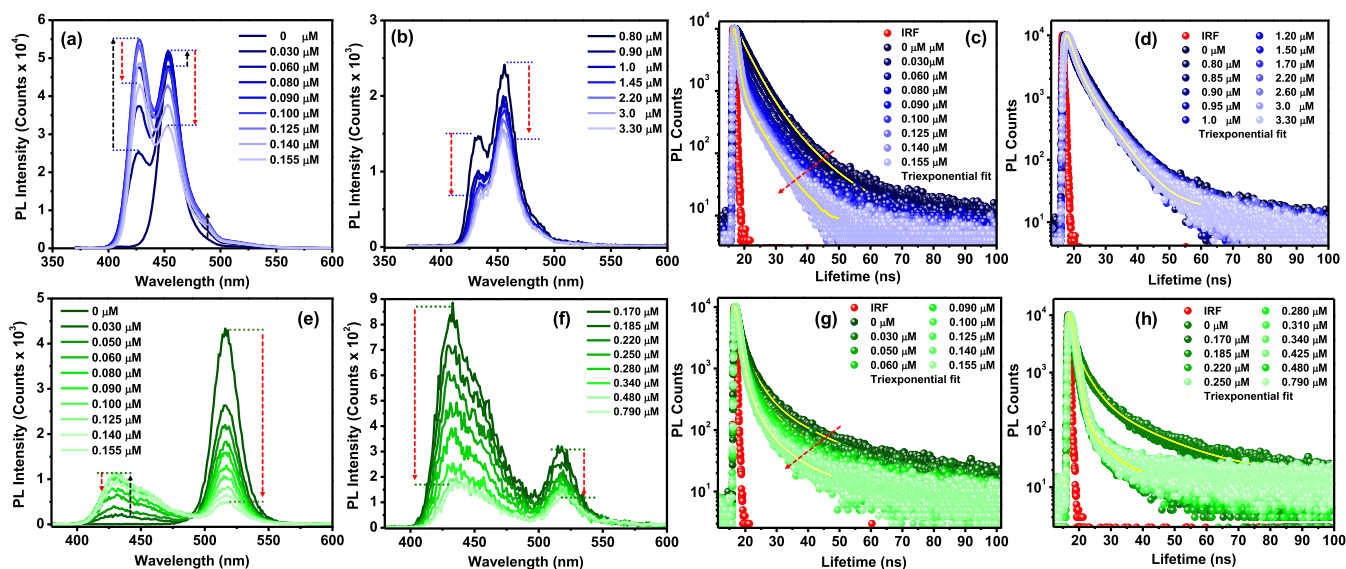 (a)
PL Intensity (Counts x 10⁴)
6
5
4
3
2
1
0
0 μM
0.030 μM
0.060 μM
0.080 μM
0.090 μM
0.100 μM
0.125 μM
0.140 μM
0.155 μM
350 400 450 500 550 600
Wavelength (nm)
(b)
PL Intensity (Counts x 10³)
3
2
1
0
0.80 μM
0.90 μM
1.0 μM
1.45 μM
2.20 μM
3.0 μM
3.30 μM
350 400 450 500 550 600
Wavelength (nm)
(c)
PL Counts
10⁴
10³
10²
10¹
IRF
0 μM μM
0.030μM
0.060 μM
0.080 μM
0.090 μM
0.100 μM
0.125 μM
0.140 μM
0.155 μM
Triexponential fit
20 30 40 50 60 70 80 90 100
Lifetime (ns)
(d)
PL Counts
10⁴
10³
10²
10¹
IRF
0 μM
0.80 μM
0.85 μM
0.90 μM
0.95 μM
1.0 μM
1.20 μM
1.50 μM
1.70 μM
2.20 μM
2.60 μM
3.0 μM
3.30 μM
Triexponential fit
20 30 40 50 60 70 80 90 100
Lifetime (ns)
(e)
PL Intensity (Counts x 10³)
5
4
3
2
1
0
0 μM
0.030 μM
0.050 μM
0.060 μM
0.080 μM
0.090 μM
0.100 μM
0.125 μM
0.140 μM
0.155 μM
400 450 500 550 600
Wavelength (nm)
(f)
PL Intensity (Counts x 10²)
9
8
6
5
3
2
0
0.170 μM
0.185 μM
0.220 μM
0.250 μM
0.280 μM
0.340 μM
0.480 μM
0.790 μM
400 450 500 550 600
Wavelength (nm)
(g)
PL Counts
10⁴
10³
10²
10¹
IRF
0 μM
0.030 μM
0.050 μM
0.060 μM
0.090 μM
0.100 μM
0.125 μM
0.140 μM
0.155 μM
Triexponential fit
20 30 40 50 60 70 80 90 100
Lifetime (ns)
(h)
PL Counts
10⁴
10³
10²
10¹
IRF
0 μM
0.170 μM
0.185 μM
0.220 μM
0.250 μM
0.280 μM
0.310 μM
0.340 μM
0.425 μM
0.480 μM
0.790 μM
Triexponential fit
20 30 40 50 60 70 80 90 100
Lifetime (ns)